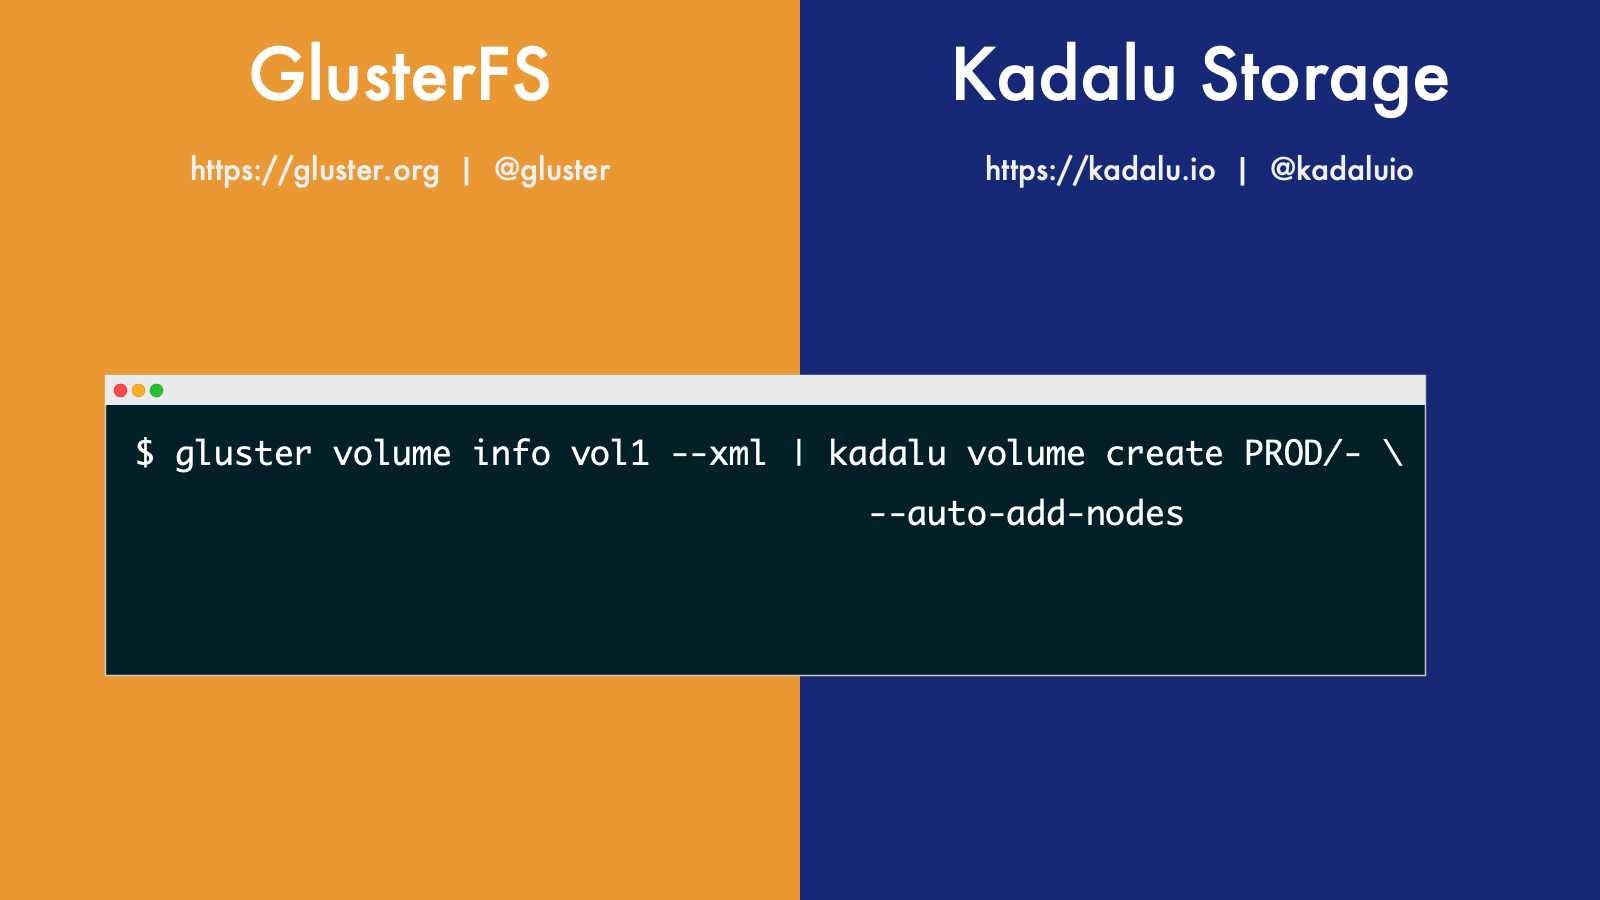 GlusterFS
https://gluster.org | @gluster
Kadalu Storage
https://kadalu.io | @kadaluio
$ gluster volume info vol1 --xml | kadalu volume create PROD/- \
--auto-add-nodes